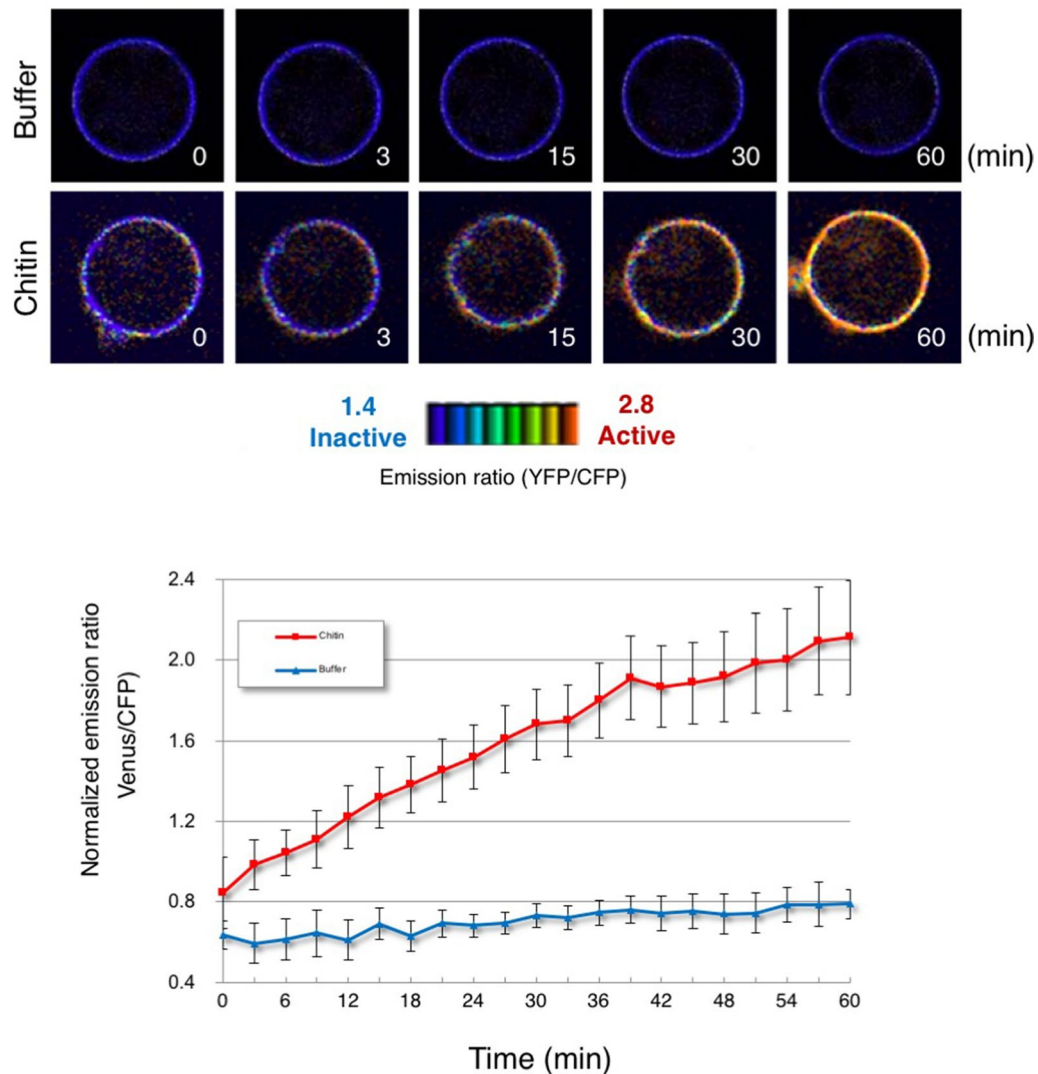 Buffer
0
3
15
30
60
(min)
Chitin
0
3
15
30
60
(min)
1.4
Inactive
2.8
Active
Emission ratio (YFP/CFP)
Normalized emission ratio
Venus/CFP)
2.4
2.0
1.6
1.2
0.8
0.4
Chitin
Buffer
0
6
12
18
24
30
36
42
48
54
60
Time (min)